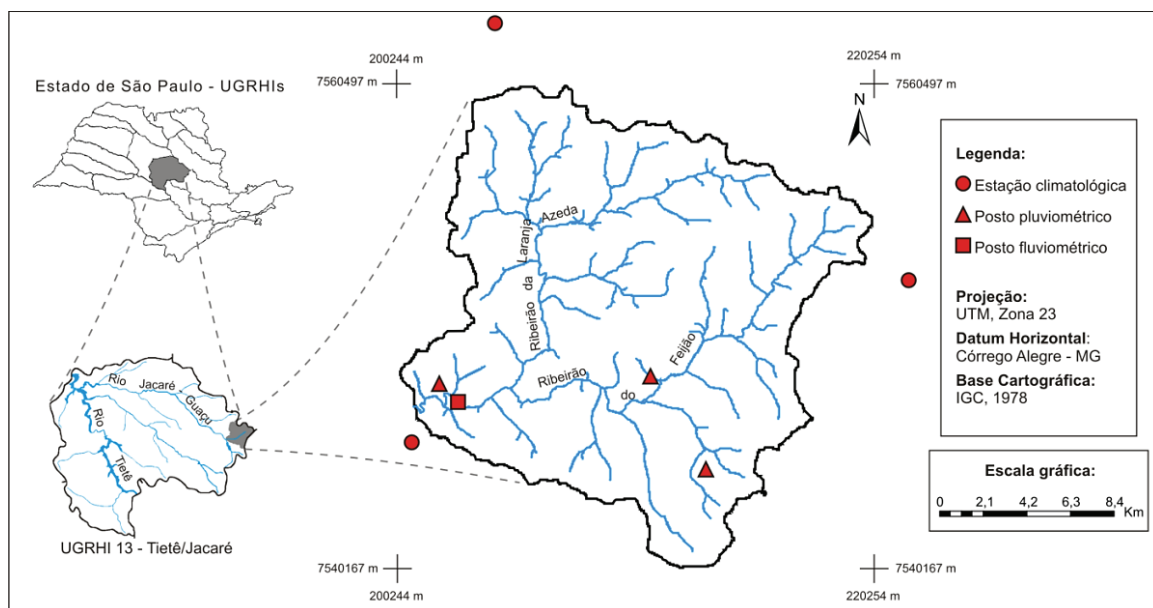 Estado de São Paulo - UGRHIs
200244 m
7560497 m
220254 m
7560497 m
N
Legenda:
Estação climatológica
Posto pluviométrico
Posto fluviométrico
Projeção:
UTM, Zona 23
Datum Horizontal:
Córrego Alegre - MG
Base Cartográfica:
IGC, 1978
Escala gráfica:
0 2,1 4,2 6,3 8,4
Km
Ribeirão da Laranja Azeda
Ribeirão do Feijão
Rio Jacaré Guaçu
Rio Tietê
UGRHI 13 - Tietê/Jacaré
7540167 m
200244 m
7540167 m
220254 m